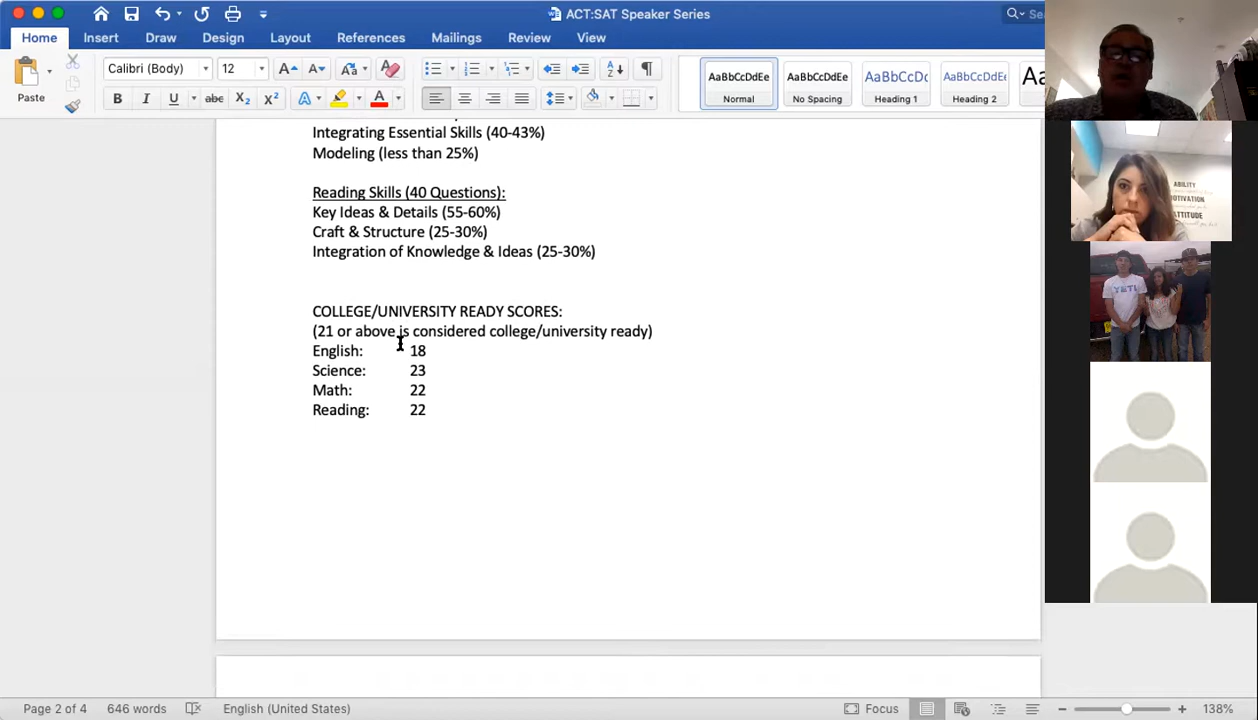 ACT:SAT Speaker Series
Home Insert Draw Design Layout References Mailings Review View
Calibri (Body) 12
Paste
AaBbCcDdEe AaBbCcDdEe AaBbCcDc AaBbCcDdEe
Normal No Spacing Heading 1 Heading 2
Integrating Essential Skills (40-43%)
Modeling (less than 25%)
Reading Skills (40 Questions):
Key Ideas & Details (55-60%)
Craft & Structure (25-30%)
Integration of Knowledge & Ideas (25-30%)
COLLEGE/UNIVERSITY READY SCORES:
(21 or above is considered college/university ready)
English: 18
Science: 23
Math: 22
Reading: 22
ABILITY
MOTIVATION
ATTITUDE
YETI
Page 2 of 4 646 words English (United States) Focus 138%